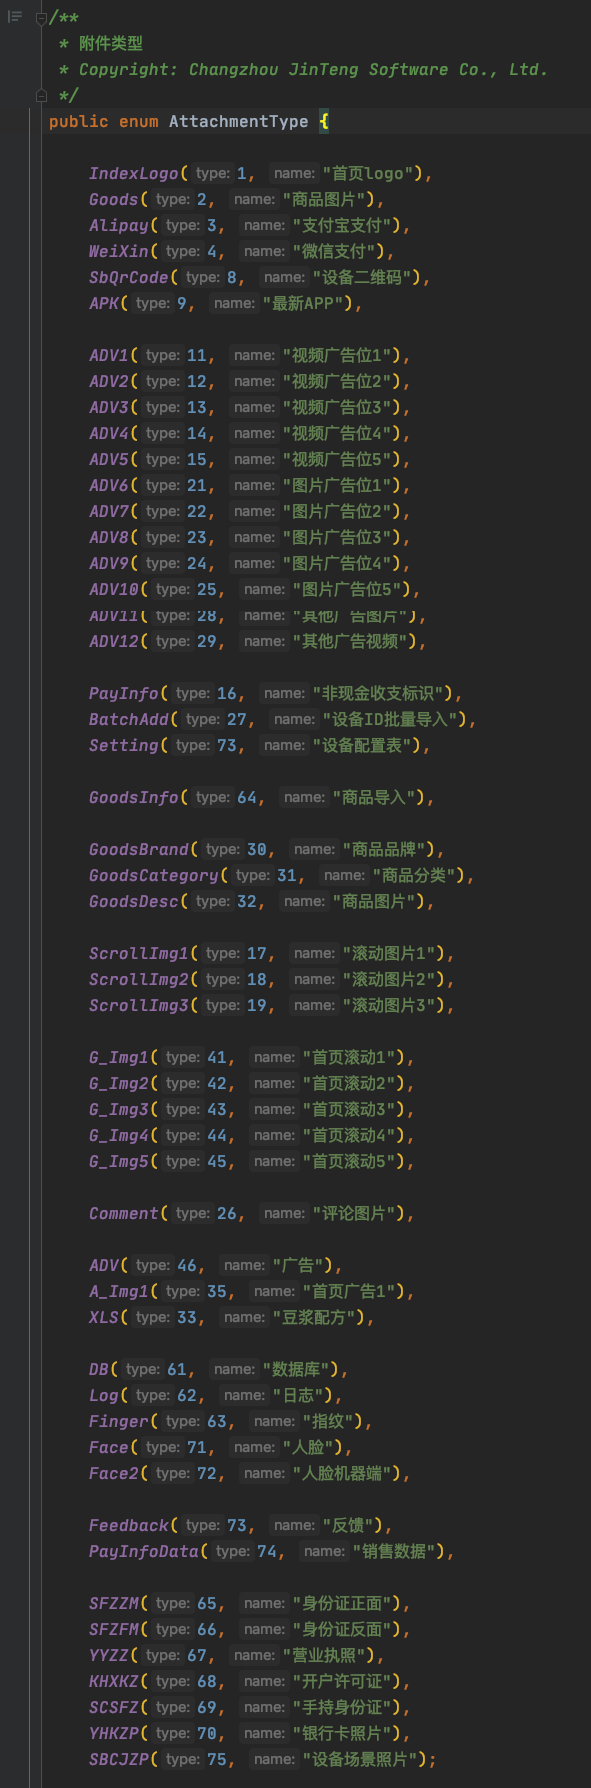 /**
* 附件类型
* Copyright: Changzhou JinTeng Software Co., Ltd.
*/
public enum AttachmentType {
IndexLogo( type: 1, name: "首页logo"),
Goods( type: 2, name: "商品图片"),
Alipay( type: 3, name: "支付宝支付"),
WeiXin( type: 4, name: "微信支付"),
SbQrCode( type: 8, name: "设备二维码"),
APK( type: 9, name: "最新APP"),
ADV1( type: 11, name: "视频广告位1"),
ADV2( type: 12, name: "视频广告位2"),
ADV3( type: 13, name: "视频广告位3"),
ADV4( type: 14, name: "视频广告位4"),
ADV5( type: 15, name: "视频广告位5"),
ADV6( type: 21, name: "图片广告位1"),
ADV7( type: 22, name: "图片广告位2"),
ADV8( type: 23, name: "图片广告位3"),
ADV9( type: 24, name: "图片广告位4"),
ADV10( type: 25, name: "图片广告位5"),
ADV11( type: 28, name: "其他广告图片"),
ADV12( type: 29, name: "其他广告视频"),
PayInfo( type: 16, name: "非现金收支标识"),
BatchAdd( type: 27, name: "设备ID批量导入"),
Setting( type: 73, name: "设备配置表"),
GoodsInfo( type: 64, name: "商品导入"),
GoodsBrand( type: 30, name: "商品品牌"),
GoodsCategory( type: 31, name: "商品分类"),
GoodsDesc( type: 32, name: "商品图片"),
ScrollImg1( type: 17, name: "滚动图片1"),
ScrollImg2( type: 18, name: "滚动图片2"),
ScrollImg3( type: 19, name: "滚动图片3"),
G_Img1( type: 41, name: "首页滚动1"),
G_Img2( type: 42, name: "首页滚动2"),
G_Img3( type: 43, name: "首页滚动3"),
G_Img4( type: 44, name: "首页滚动4"),
G_Img5( type: 45, name: "首页滚动5"),
Comment( type: 26, name: "评论图片"),
ADV( type: 46, name: "广告"),
A_Img1( type: 35, name: "首页广告1"),
XLS( type: 33, name: "豆浆配方"),
DB( type: 61, name: "数据库"),
Log( type: 62, name: "日志"),
Finger( type: 63, name: "指纹"),
Face( type: 71, name: "人脸"),
Face2( type: 72, name: "人脸机器端"),
Feedback( type: 73, name: "反馈"),
PayInfoData( type: 74, name: "销售数据"),
SFZZM( type: 65, name: "身份证正面"),
SFZFM( type: 66, name: "身份证反面"),
YYZZ( type: 67, name: "营业执照"),
KHXKZ( type: 68, name: "开户许可证"),
SCSFZ( type: 69, name: "手持身份证"),
YHKZP( type: 70, name: "银行卡照片"),
SBCJZP( type: 75, name: "设备场景照片");